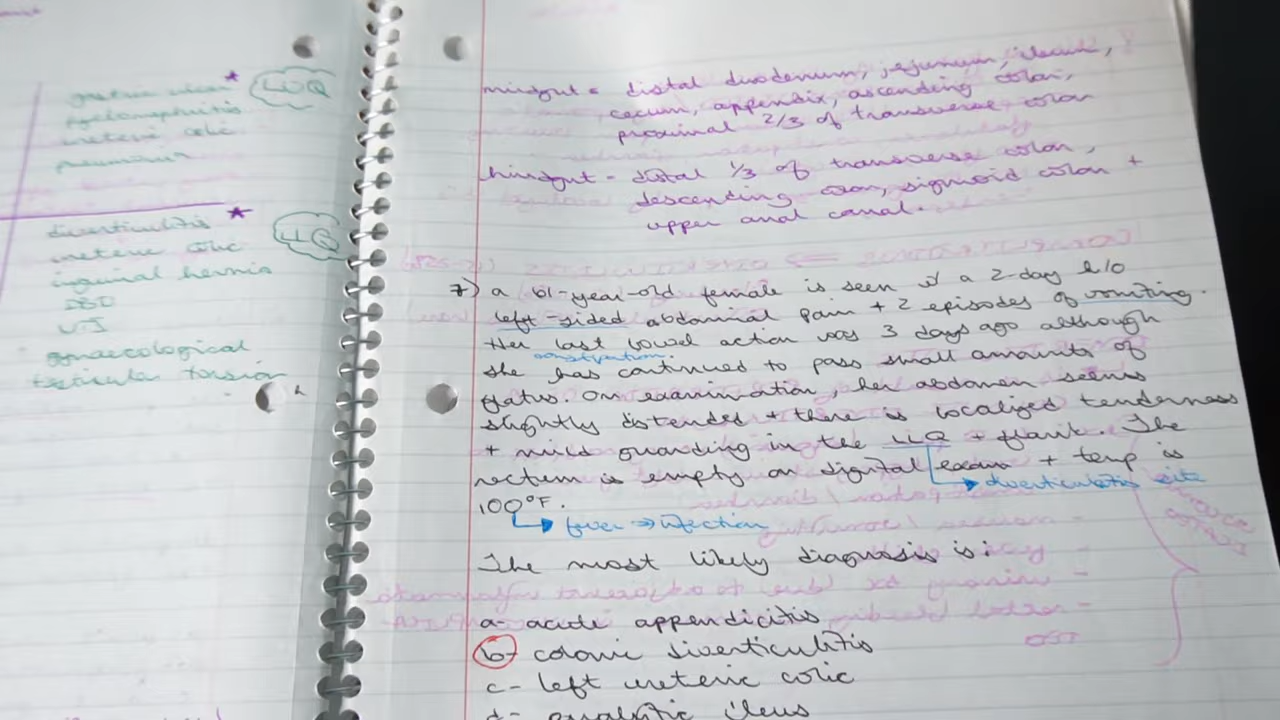 gastric ulcer
LUQ
pyelonephritis
ureteric colic
pneumonia
diverticulitis
LLQ
ureteric colic
inguinal hernia
IBD
UTI
gynaecological
testicular torsion
midgut = distal duodenum, jejunum, ileum,
cecum, appendix, ascending colon,
proximal 2/3 of transverse colon
hindgut - distal 1/3 of transverse colon,
descending colon, sigmoid colon +
upper anal canal.
7) a 61-year-old female is seen w/ a 2-day h/o
left-sided abdominal pain + 2 episodes of vomiting.
Her last bowel action was 3 days ago although
constipation.
she has continued to pass small amounts of
flatus. On examination, her abdomen seems
slightly distended + there is localized tenderness
+ mild guarding in the LLQ + flank. The
rectum is empty on digital exam + temp is
diverticulitis site
100°F.
fever → infection
The most likely diagnosis is:
a- acute appendicitis
b- colonic diverticulitis
c- left ureteric colic
d- paralytic ileus